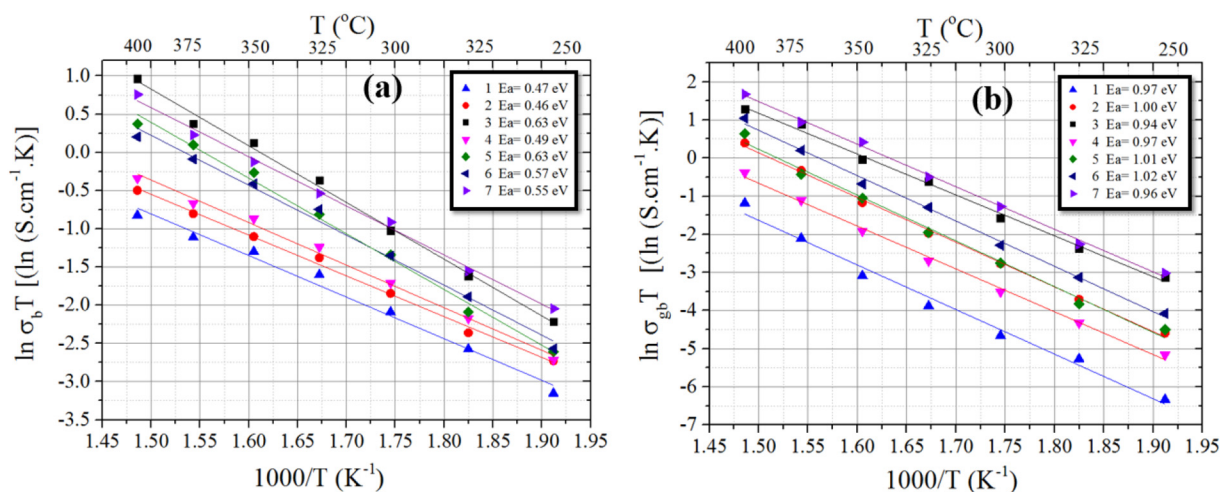 T (°C)
400 375 350 325 300 325 250
(a)
1 Ea= 0.47 eV
2 Ea= 0.46 eV
3 Ea= 0.63 eV
4 Ea= 0.49 eV
5 Ea= 0.63 eV
6 Ea= 0.57 eV
7 Ea= 0.55 eV
ln σbT [(ln (S.cm⁻¹.K)]
1.0
0.5
0.0
-0.5
-1.0
-1.5
-2.0
-2.5
-3.0
-3.5
1.45 1.50 1.55 1.60 1.65 1.70 1.75 1.80 1.85 1.90 1.95
1000/T (K⁻¹)
T (°C)
400 375 350 325 300 325 250
(b)
1 Ea= 0.97 eV
2 Ea= 1.00 eV
3 Ea= 0.94 eV
4 Ea= 0.97 eV
5 Ea= 1.01 eV
6 Ea= 1.02 eV
7 Ea= 0.96 eV
ln σgbT [(ln (S.cm⁻¹.K)]
2
1
0
-1
-2
-3
-4
-5
-6
-7
1.45 1.50 1.55 1.60 1.65 1.70 1.75 1.80 1.85 1.90 1.95
1000/T (K⁻¹)